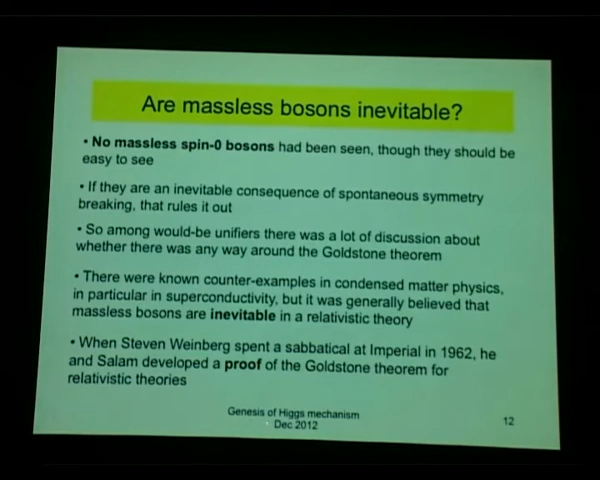 Are massless bosons inevitable?
• No massless spin-0 bosons had been seen, though they should be
easy to see
• If they are an inevitable consequence of spontaneous symmetry
breaking, that rules it out
• So among would-be unifiers there was a lot of discussion about
whether there was any way around the Goldstone theorem
• There were known counter-examples in condensed matter physics,
in particular in superconductivity, but it was generally believed that
massless bosons are inevitable in a relativistic theory
• When Steven Weinberg spent a sabbatical at Imperial in 1962, he
and Salam developed a proof of the Goldstone theorem for
relativistic theories
Genesis of Higgs mechanism
Dec 2012
12